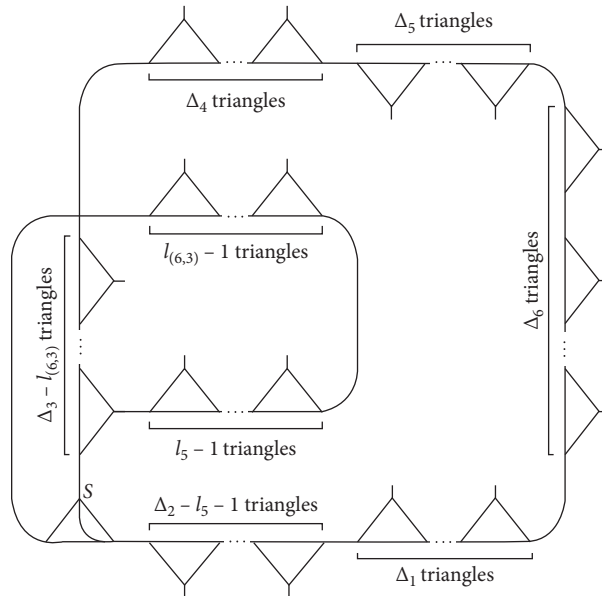 Δ₅ triangles
Δ₄ triangles
l₍₆,₃₎ – 1 triangles
Δ₃ – l₍₆,₃₎ triangles
Δ₆ triangles
l₅ – 1 triangles
S
Δ₂ – l₅ – 1 triangles
Δ₁ triangles